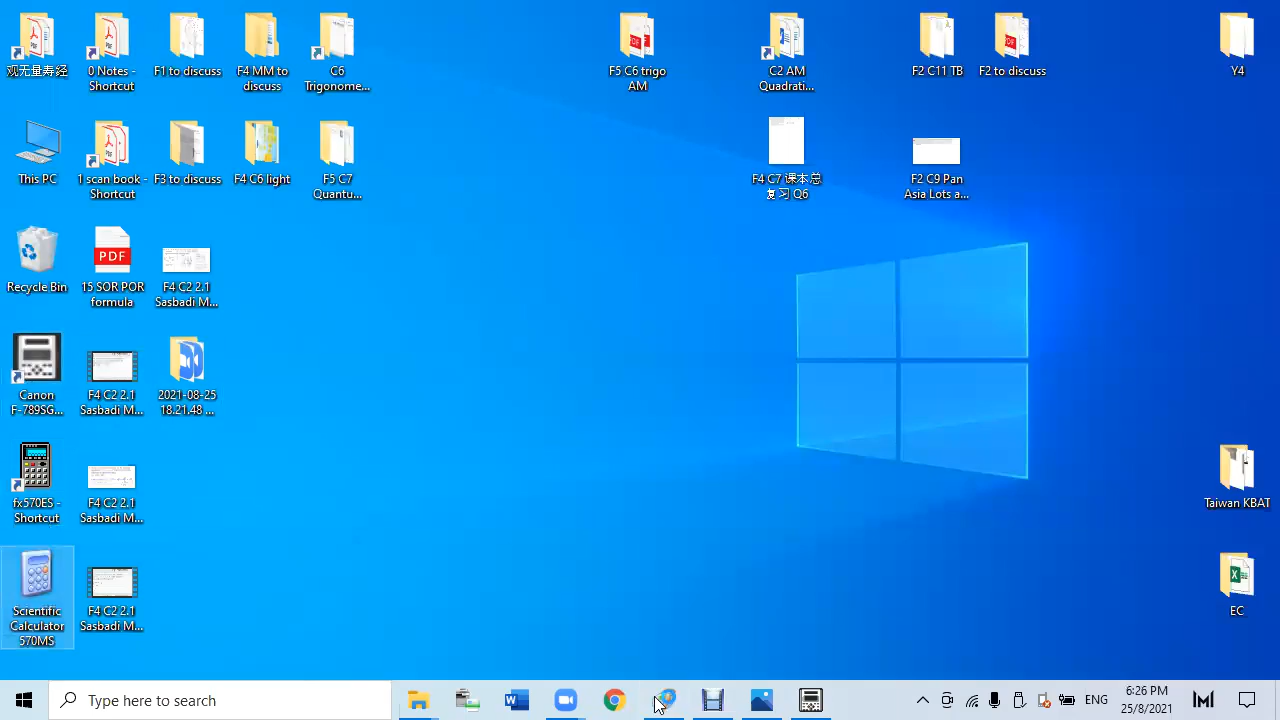 观无量寿经
0 Notes -
Shortcut
F1 to discuss
F4 MM to
discuss
C6
Trigonome...
F5 C6 trigo
AM
C2 AM
Quadrati...
F2 C11 TB
F2 to discuss
Y4
This PC
1 scan book -
Shortcut
F3 to discuss
F4 C6 light
F5 C7
Quantu...
F4 C7 课本总
复习 Q6
F2 C9 Pan
Asia Lots a...
Recycle Bin
PDF
15 SOR POR
formula
F4 C2 2.1
Sasbadi M...
Canon
F-789SG...
F4 C2 2.1
Sasbadi M...
2021-08-25
18.21.48 ...
fx570ES -
Shortcut
F4 C2 2.1
Sasbadi M...
Taiwan KBAT
Scientific
Calculator
570MS
F4 C2 2.1
Sasbadi M...
EC
Type here to search
ENG
6:26 PM
25/8/2021